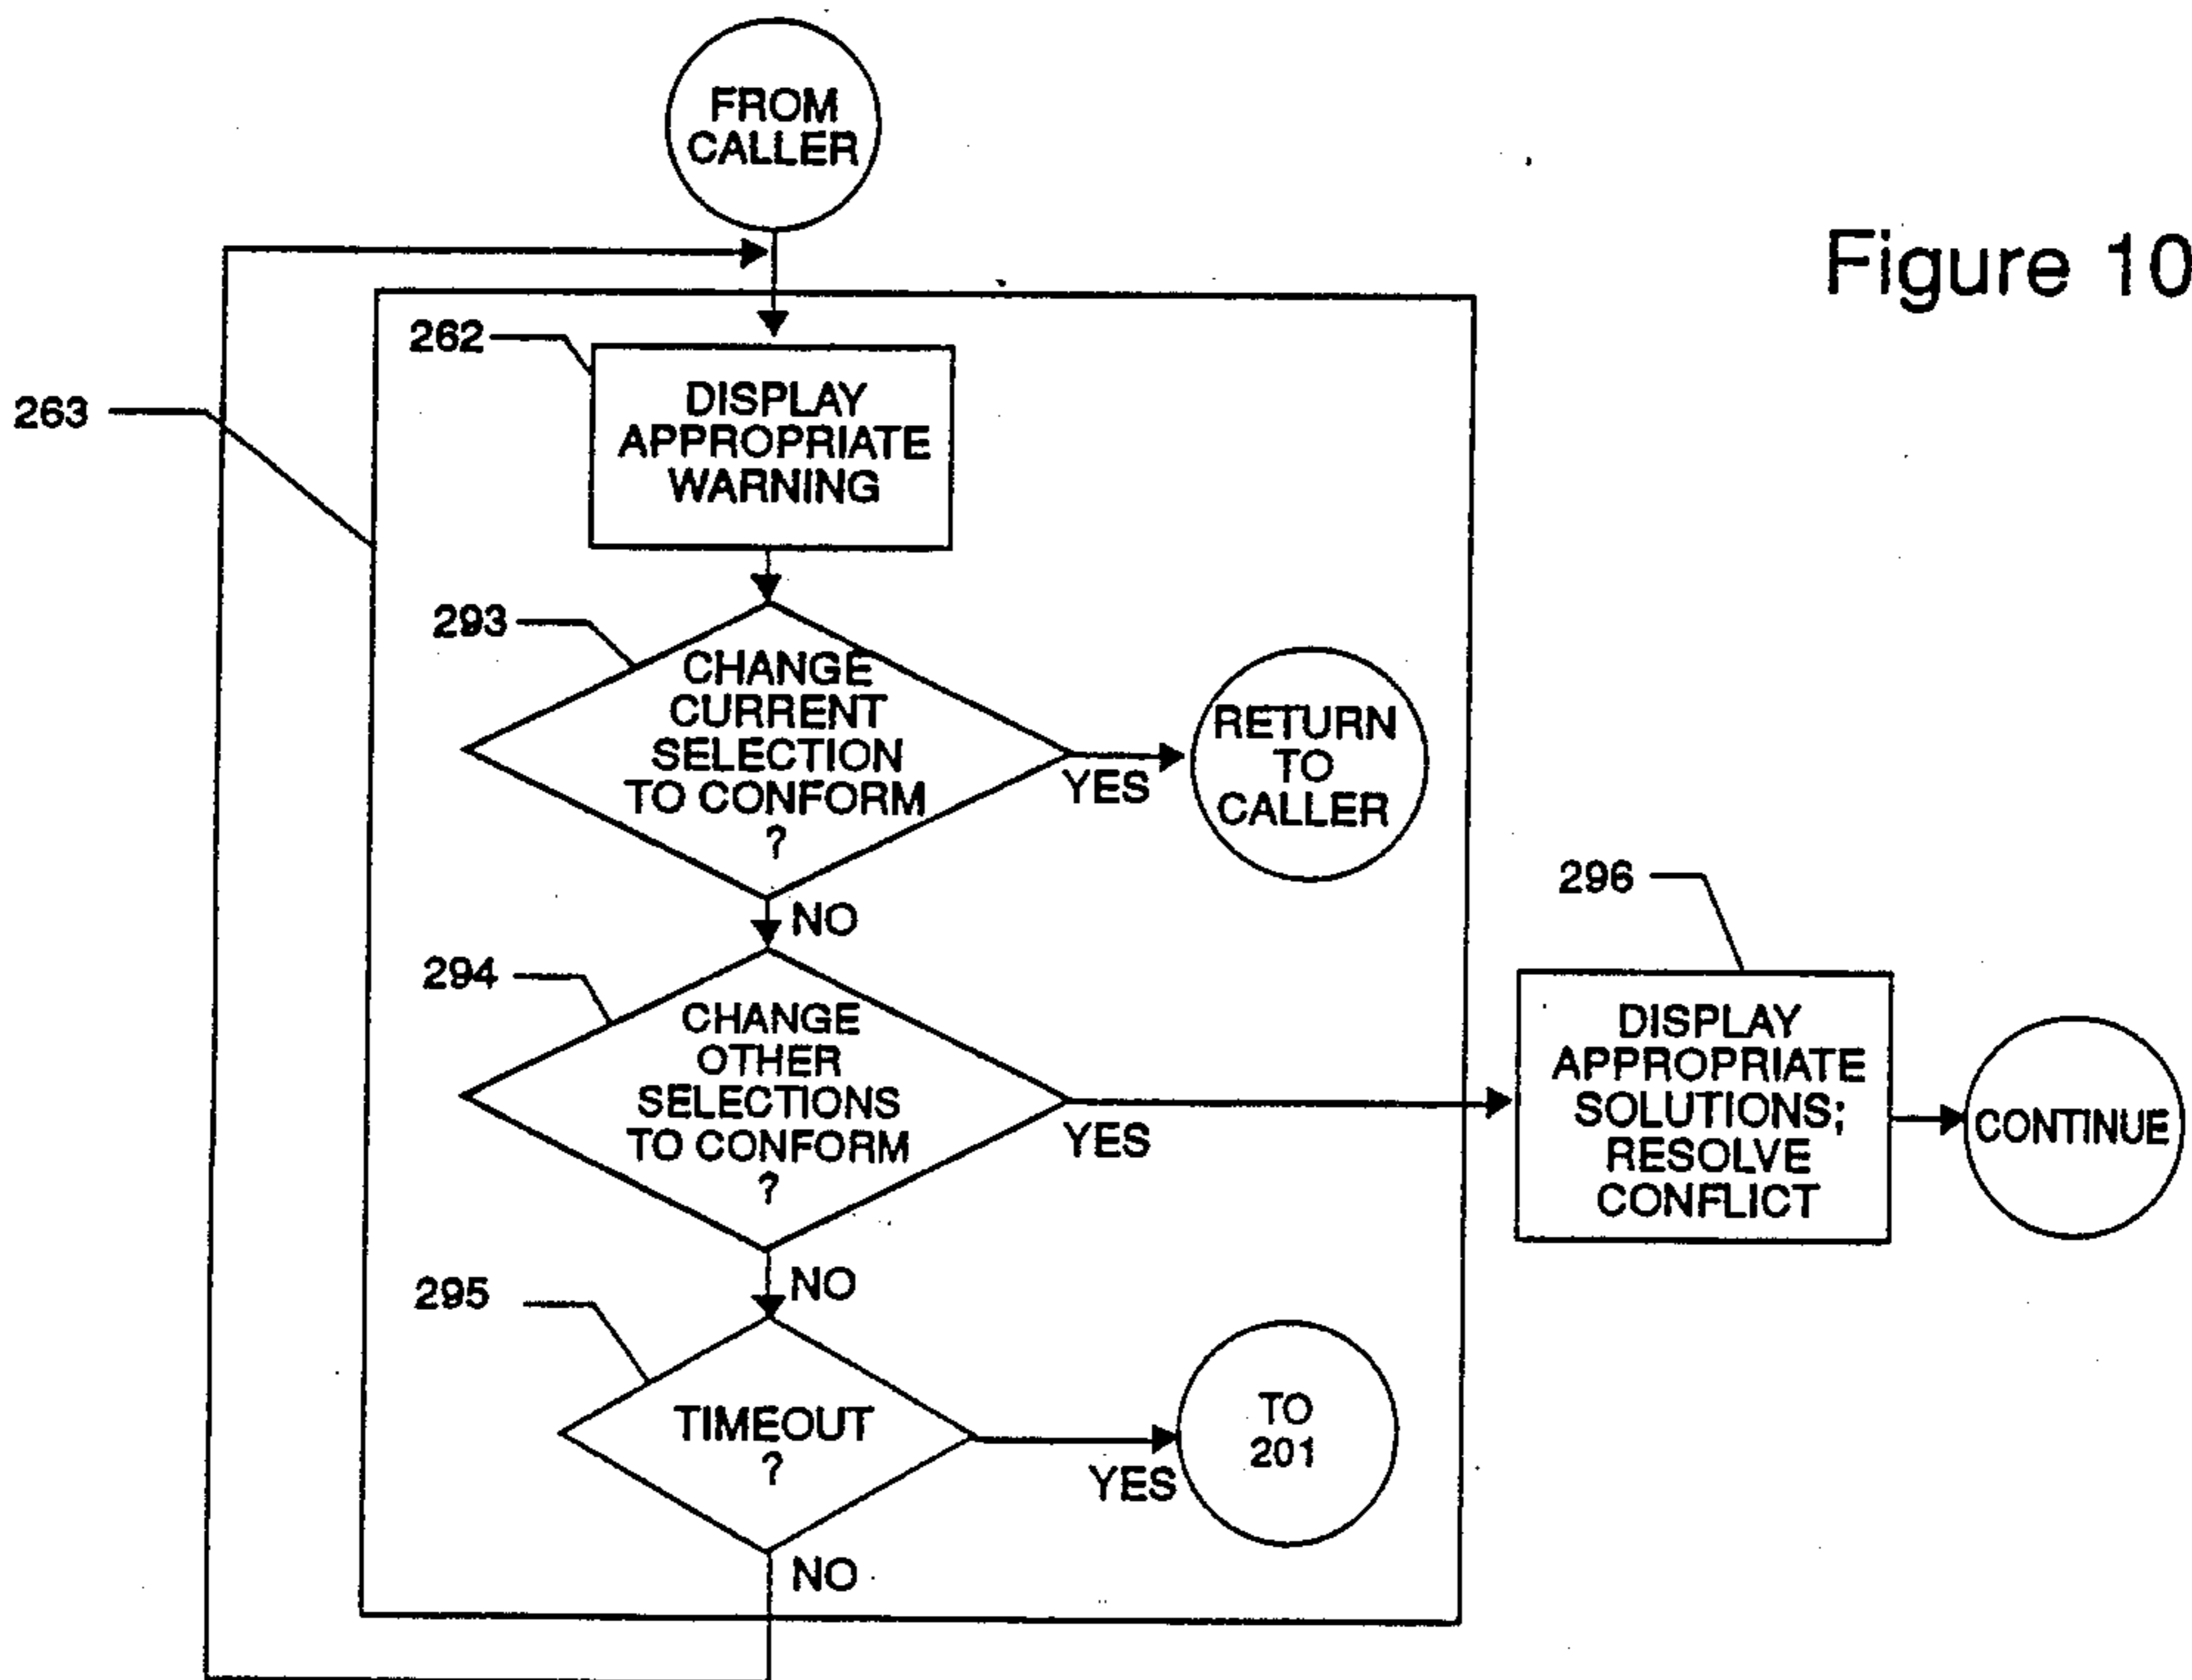 FROM
CALLER
Figure 10
262
DISPLAY
APPROPRIATE
WARNING
263
293
CHANGE
CURRENT
SELECTION
TO CONFORM
?
YES
RETURN
TO
CALLER
NO
296
294
CHANGE
OTHER
SELECTIONS
TO CONFORM
?
YES
DISPLAY
APPROPRIATE
SOLUTIONS;
RESOLVE
CONFLICT
CONTINUE
NO
295
TIMEOUT
?
YES
TO
201
NO